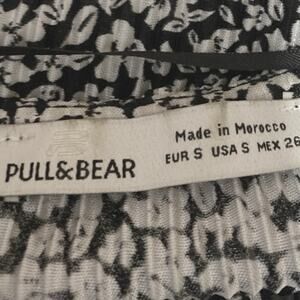 PULL&BEAR
Made in Morocco
EUR S USA S MEX 26